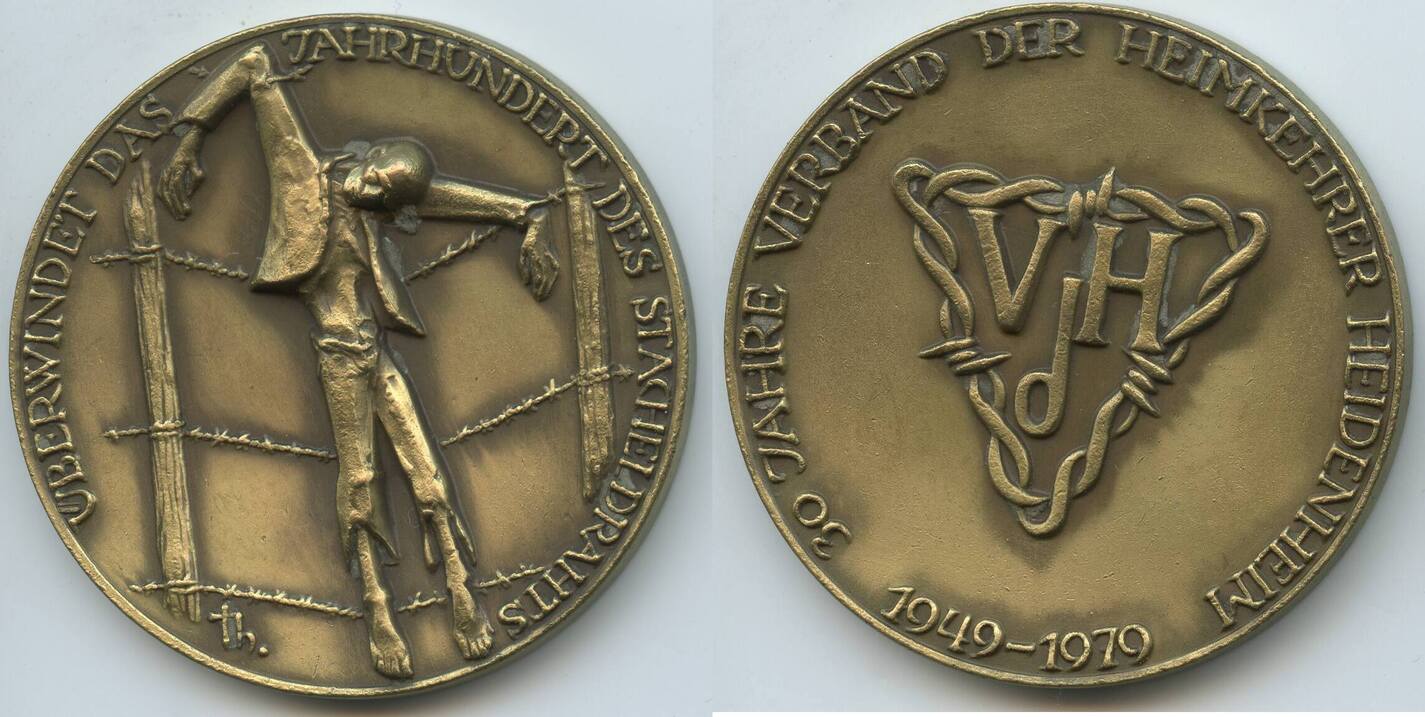 ÜBERWINDET DAS JAHRHUNDERT DES STACHELDRAHTS
th.
30 JAHRE VERBAND DER HEIMKEHRER HEIDENHEIM
1949-1979
VdH